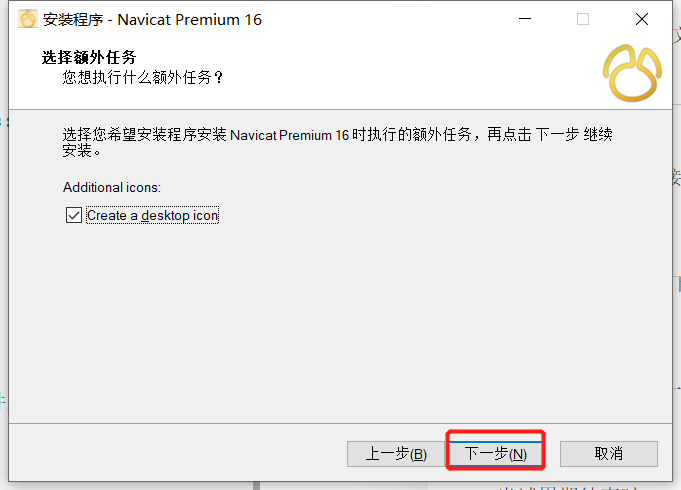 安装程序 - Navicat Premium 16
选择额外任务
您想执行什么额外任务？
选择您希望安装程序安装 Navicat Premium 16 时执行的额外任务，再点击 下一步 继续
安装。
Additional icons:
Create a desktop icon
上一步(B) 下一步(N) 取消